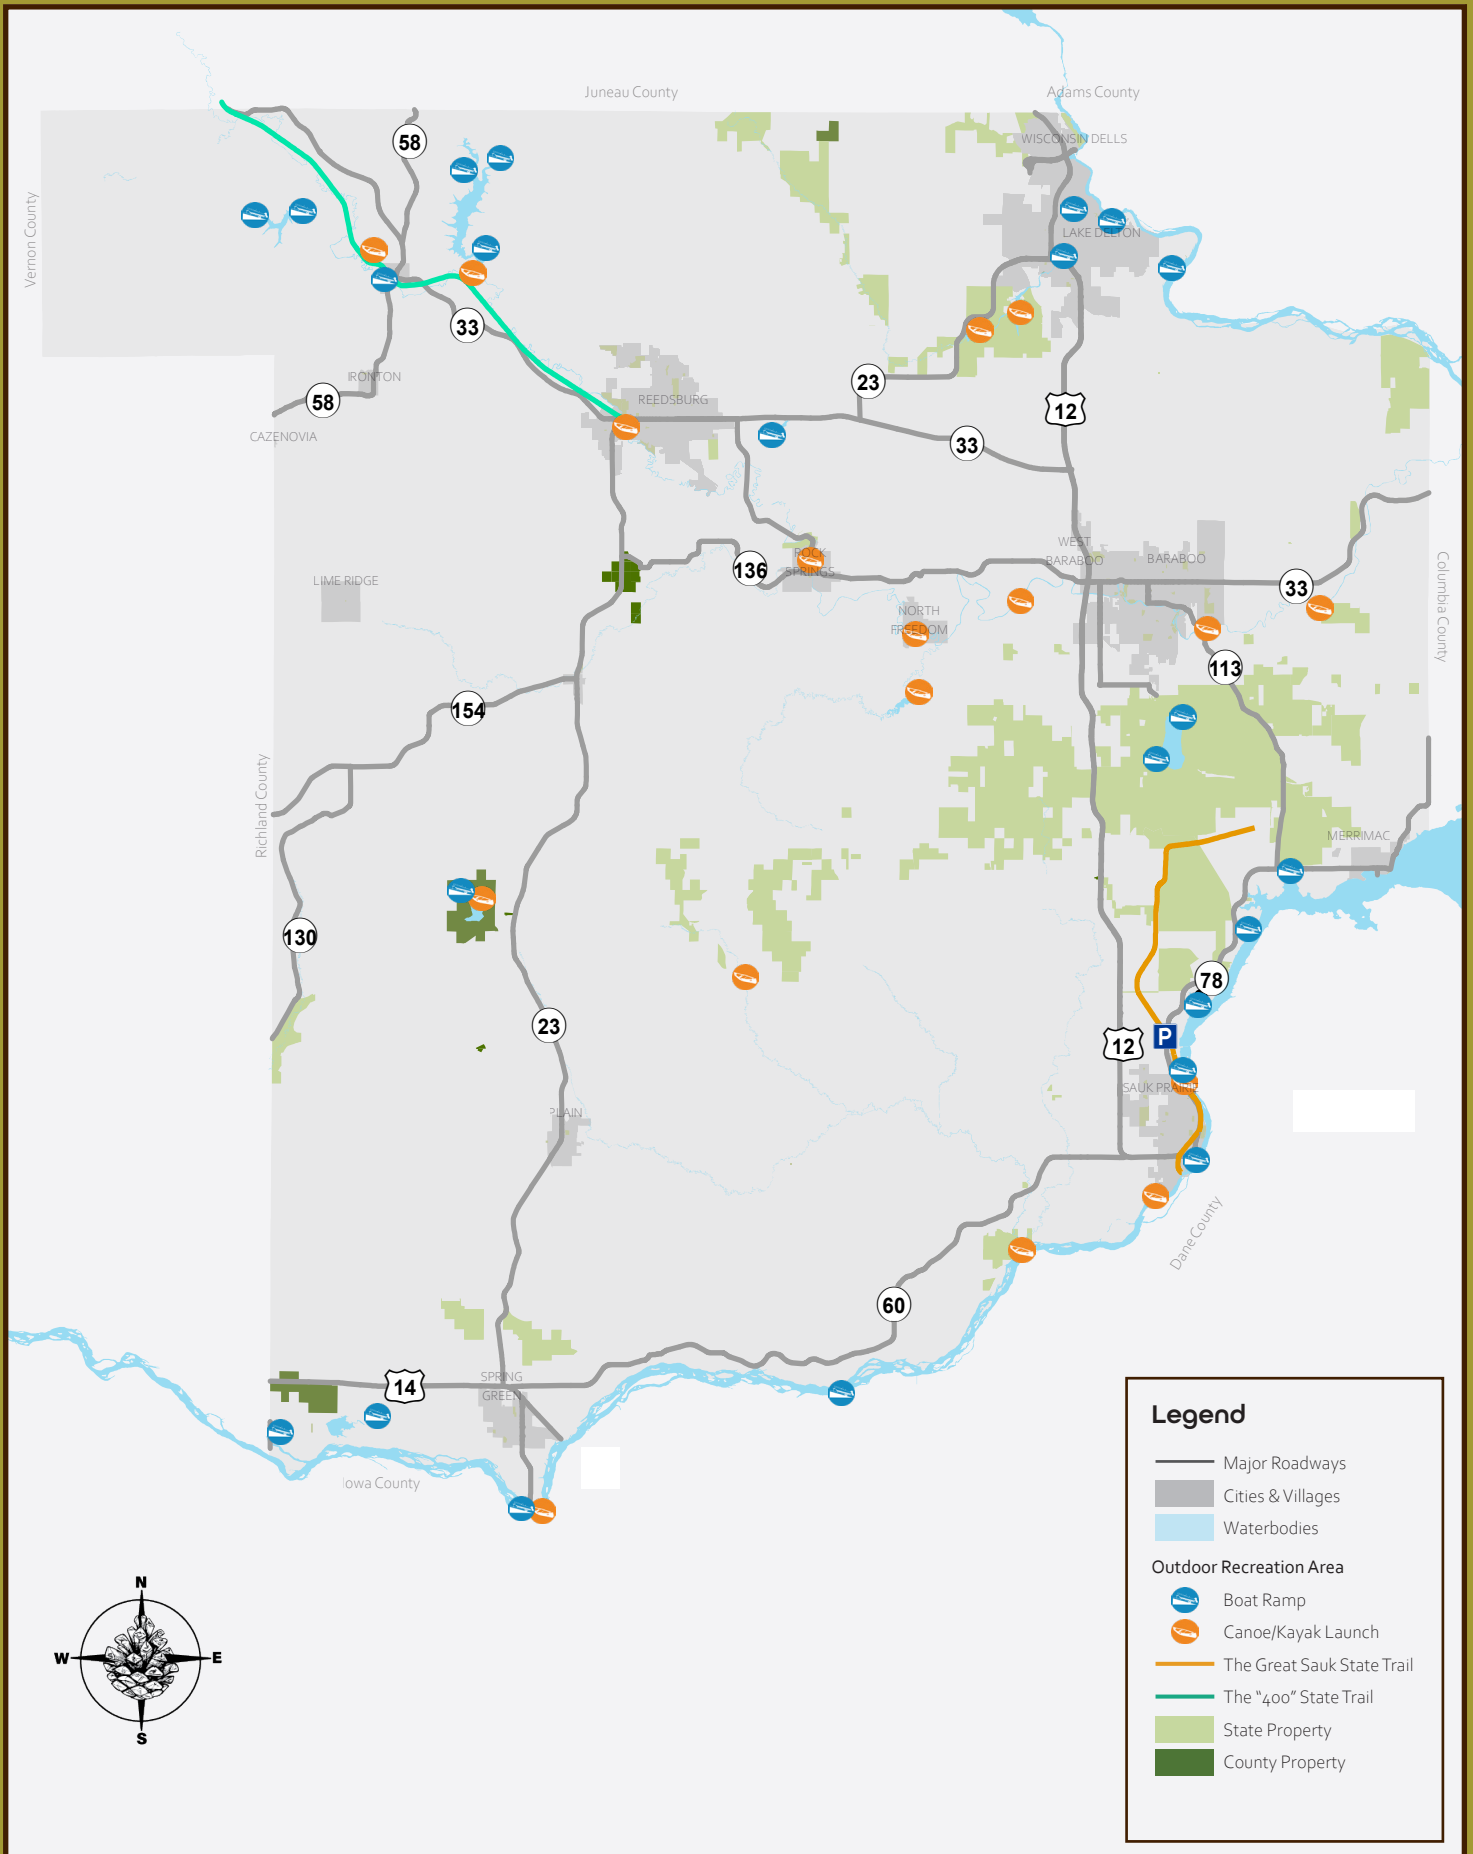 Juneau County
Adams County
58
WISCONSIN DELLS
Vernon County
LAKE DELTON
33
IRONTON
23
REEDSBURG
58
12
CAZENOVIA
33
WEST
BARABOO
BARABOO
ROCK
SPRINGS
136
LIME RIDGE
33
Columbia County
NORTH
FREEDOM
113
154
Richland County
MERRIMAC
130
78
23
12
P
SAUK PRAIRIE
PLAIN
Dane County
60
SPRING
GREEN
14
Iowa County
Legend
Major Roadways
Cities & Villages
Waterbodies
Outdoor Recreation Area
Boat Ramp
Canoe/Kayak Launch
The Great Sauk State Trail
The "400" State Trail
State Property
County Property
N
W
E
S